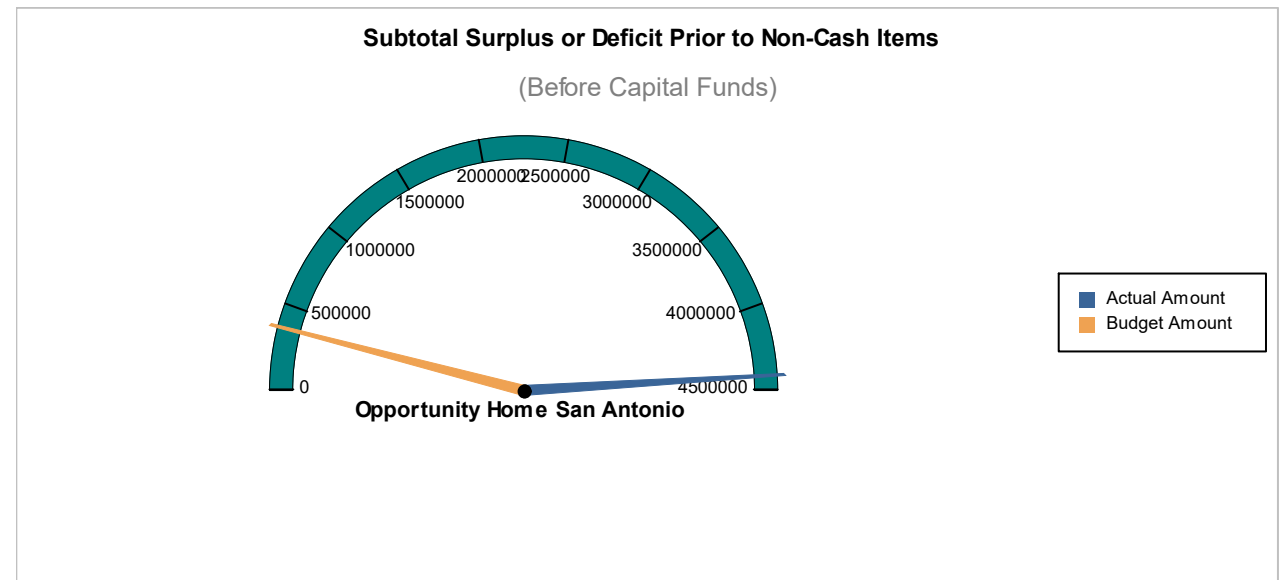 Subtotal Surplus or Deficit Prior to Non-Cash Items
(Before Capital Funds)
2000000
2500000
1500000
3000000
1000000
3500000
500000
4000000
0
4500000
Opportunity Home San Antonio
Actual Amount
Budget Amount